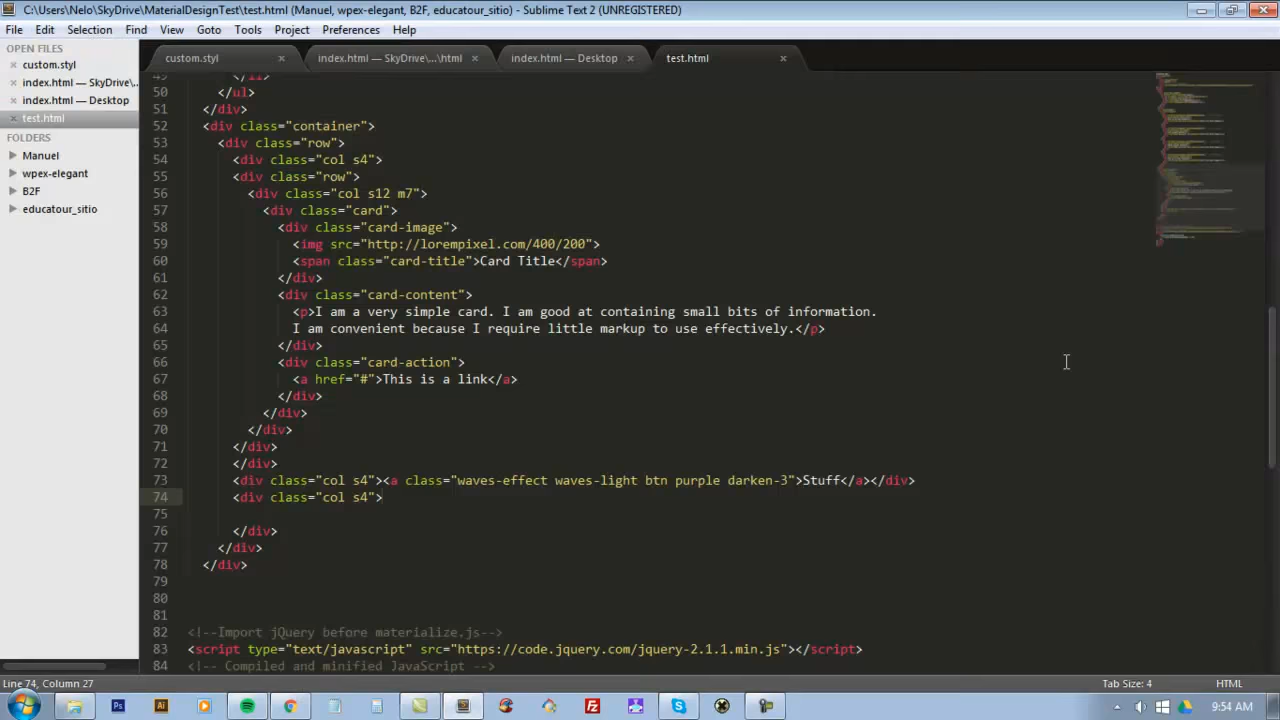 C:\Users\Nelo\SkyDrive\MaterialDesignTest\test.html (Manuel, wpex-elegant, B2F, educatour_sitio) - Sublime Text 2 (UNREGISTERED)
File Edit Selection Find View Goto Tools Project Preferences Help
OPEN FILES
custom.styl
index.html — SkyDrive\...
index.html — Desktop
test.html
FOLDERS
Manuel
wpex-elegant
B2F
educatour_sitio
custom.styl index.html — SkyDrive\...\html index.html — Desktop test.html
49 </li>
50 </ul>
51 </div>
52 <div class="container">
53 <div class="row">
54 <div class="col s4">
55 <div class="row">
56 <div class="col s12 m7">
57 <div class="card">
58 <div class="card-image">
59 <img src="http://lorempixel.com/400/200">
60 <span class="card-title">Card Title</span>
61 </div>
62 <div class="card-content">
63 <p>I am a very simple card. I am good at containing small bits of information.
64 I am convenient because I require little markup to use effectively.</p>
65 </div>
66 <div class="card-action">
67 <a href="#">This is a link</a>
68 </div>
69 </div>
70 </div>
71 </div>
72 </div>
73 <div class="col s4"><a class="waves-effect waves-light btn purple darken-3">Stuff</a></div>
74 <div class="col s4">
75
76 </div>
77 </div>
78 </div>
79
80
81
82 <!--Import jQuery before materialize.js-->
83 <script type="text/javascript" src="https://code.jquery.com/jquery-2.1.1.min.js"></script>
84 <!-- Compiled and minified JavaScript -->
Line 74, Column 27 Tab Size: 4 HTML
Ps Ai Fz 9:54 AM